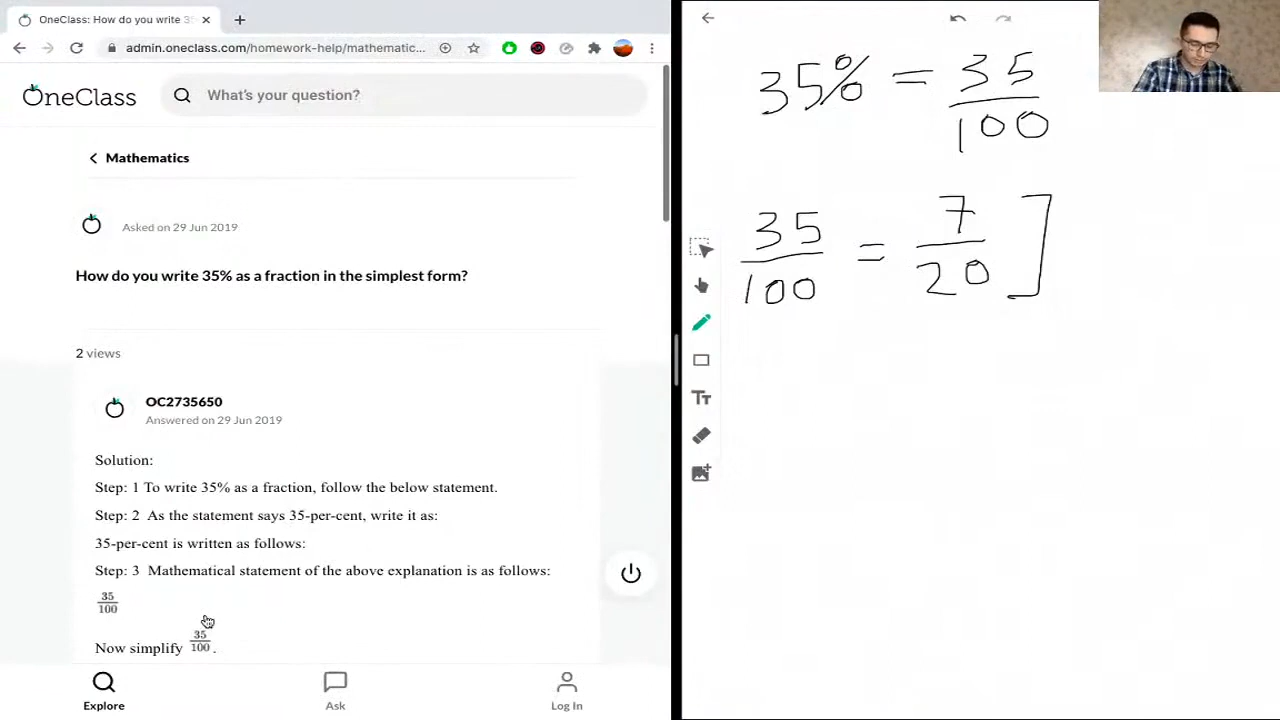 OneClass: How do you write 35
admin.oneclass.com/homework-help/mathematic...
OneClass
What's your question?
Mathematics
Asked on 29 Jun 2019
How do you write 35% as a fraction in the simplest form?
2 views
OC2735650
Answered on 29 Jun 2019
Solution:
Step: 1 To write 35% as a fraction, follow the below statement.
Step: 2 As the statement says 35-per-cent, write it as:
35-per-cent is written as follows:
Step: 3 Mathematical statement of the above explanation is as follows:
35/100
Now simplify 35/100.
Explore
Ask
Log In
35% = 35/100
35/100 = 7/20 ]
Tт